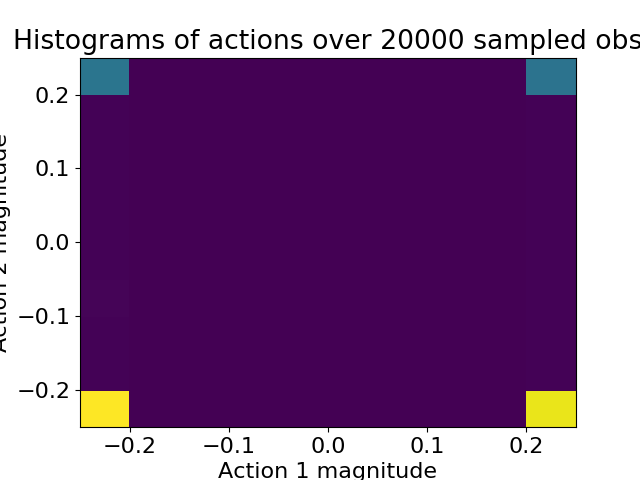 Histograms of actions over 20000 sampled obs
0.2
0.1
0.0
−0.1
−0.2
Action 2 magnitude
−0.2 −0.1 0.0 0.1 0.2
Action 1 magnitude